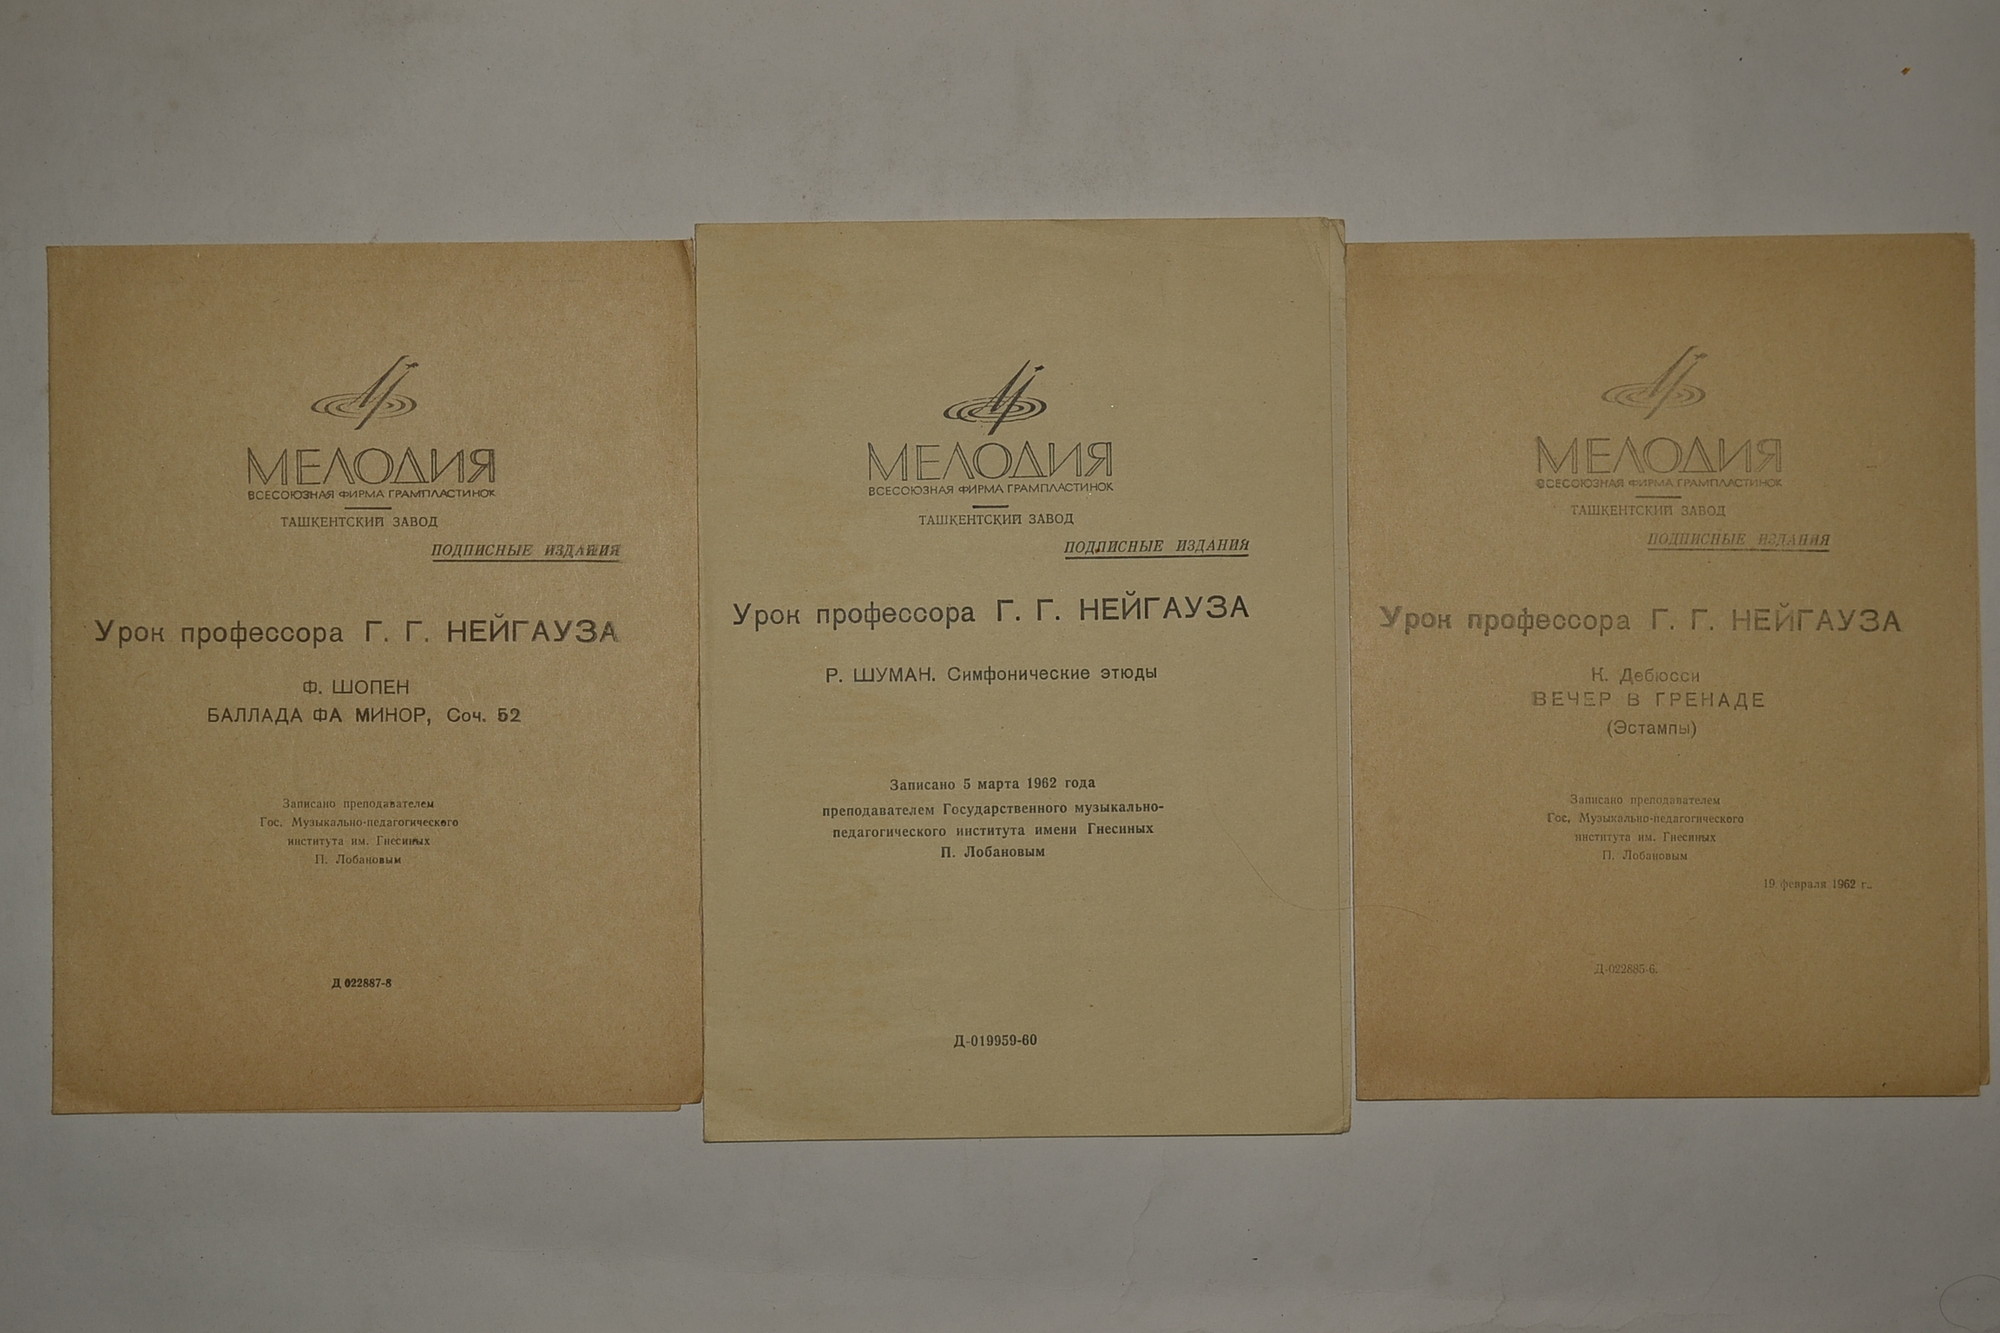 МЕЛОДИЯ
ВСЕСОЮЗНАЯ ФИРМА ГРАМПЛАСТИНОК
ТАШКЕНТСКИЙ ЗАВОД
ПОДПИСНЫЕ ИЗДАНИЯ
Урок профессора Г. Г. НЕЙГАУЗА
Ф. ШОПЕН
БАЛЛАДА ФА МИНОР, Соч. 52
Записано преподавателем
Гос. Музыкально-педагогического
института им. Гнесиных
П. Лобановым
Д 022887-8
МЕЛОДИЯ
ВСЕСОЮЗНАЯ ФИРМА ГРАМПЛАСТИНОК
ТАШКЕНТСКИЙ ЗАВОД
ПОДПИСНЫЕ ИЗДАНИЯ
Урок профессора Г. Г. НЕЙГАУЗА
Р. ШУМАН. Симфонические этюды
Записано 5 марта 1962 года
преподавателем Государственного музыкально-
педагогического института имени Гнесиных
П. Лобановым
Д-019959-60
МЕЛОДИЯ
ВСЕСОЮЗНАЯ ФИРМА ГРАМПЛАСТИНОК
ТАШКЕНТСКИЙ ЗАВОД
ПОДПИСНЫЕ ИЗДАНИЯ
Урок профессора Г. Г. НЕЙГАУЗА
К. Дебюсси
ВЕЧЕР В ГРЕНАДЕ
(Эстампы)
Записано преподавателем
Гос. Музыкально-педагогического
института им. Гнесиных
П. Лобановым
19 февраля 1962 г.
Д-022885-6.